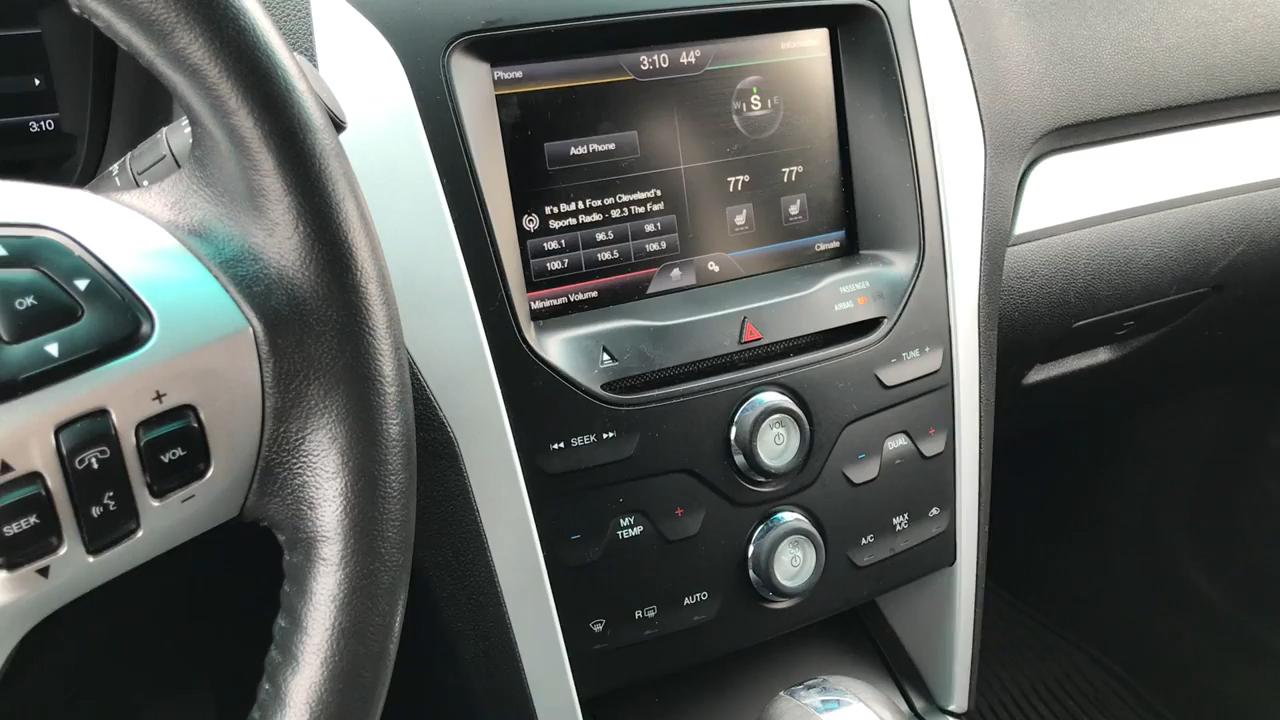 3:10
OK
+
VOL
-
SEEK
Phone
3:10 44°
Information
W S E
Add Phone
77° 77°
It's Bull & Fox on Cleveland's
Sports Radio - 92.3 The Fan!
106.1 96.5 98.1
100.7 106.5 106.9
Minimum Volume
Climate
PASSENGER
AIRBAG
- TUNE +
SEEK
VOL
- DUAL +
- MY TEMP +
A/C MAX A/C
R AUTO